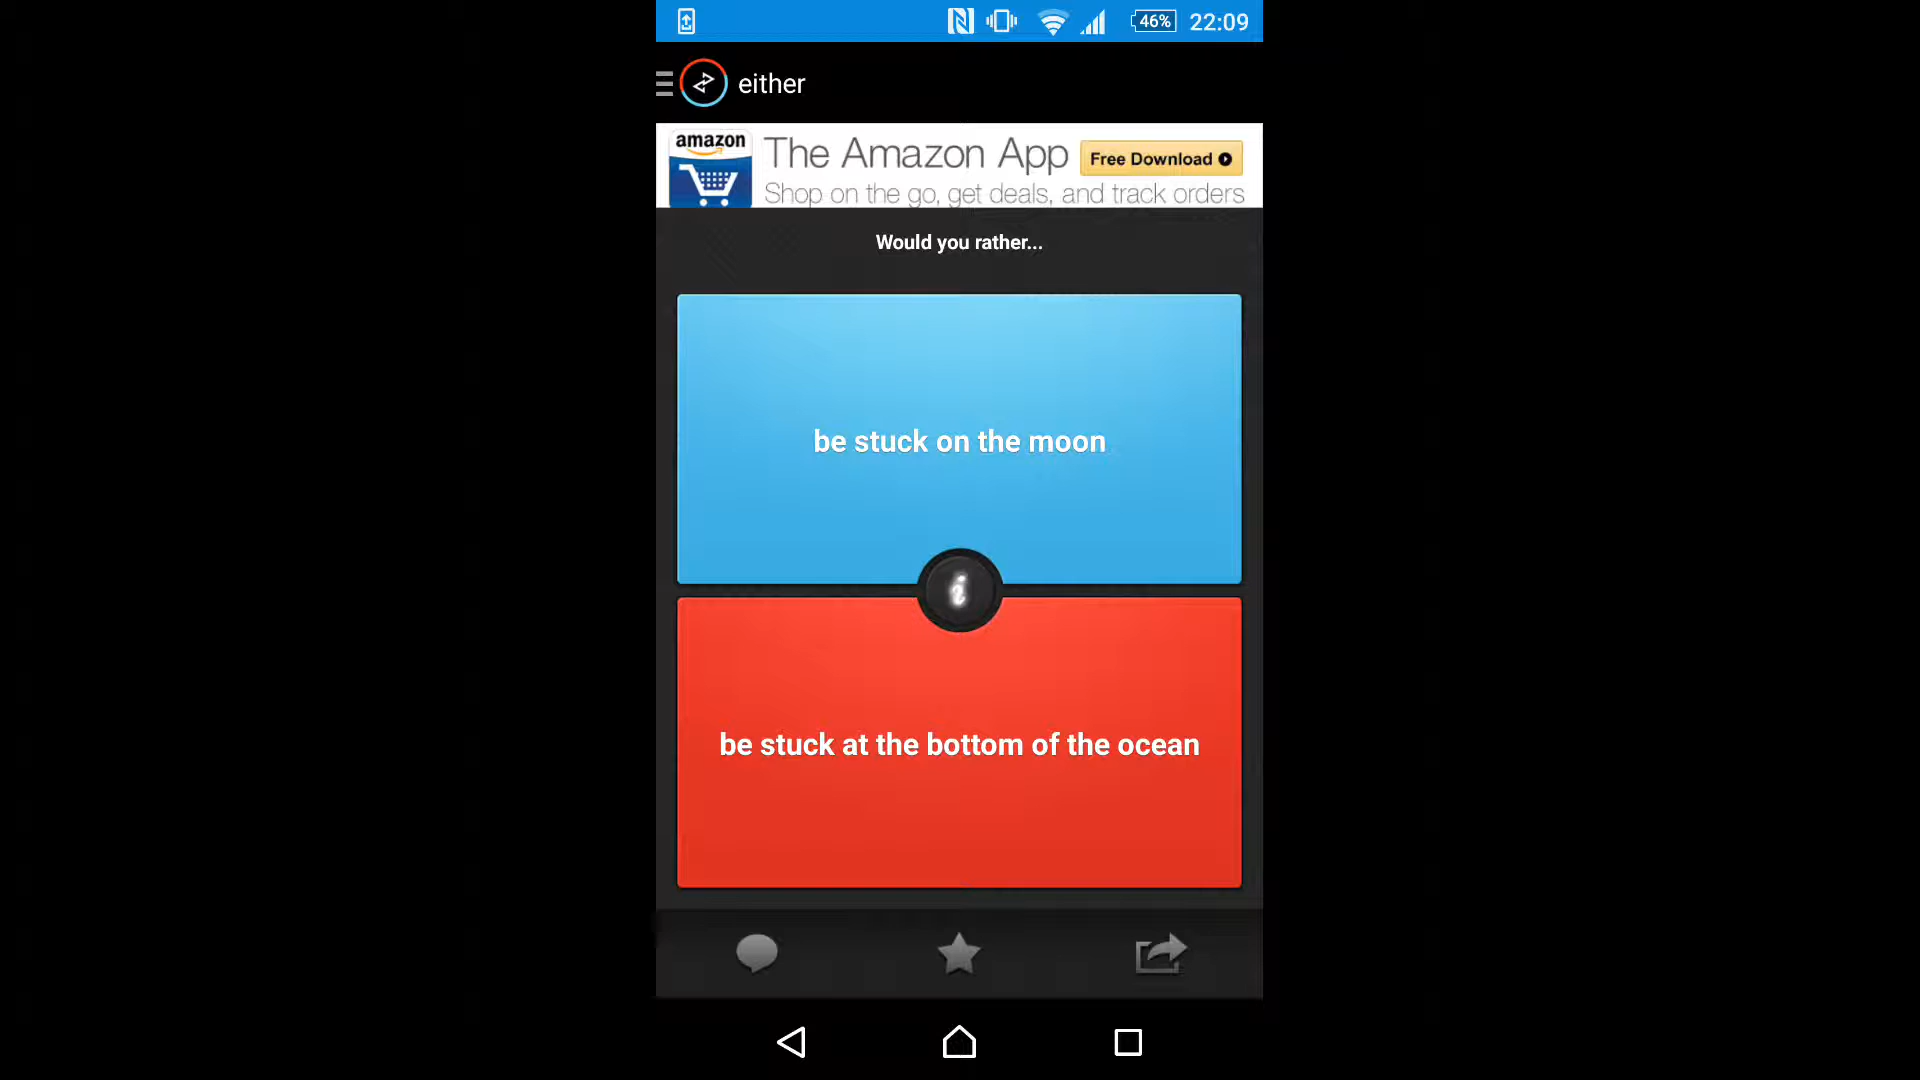 46% 22:09
either
amazon
The Amazon App
Free Download
Shop on the go, get deals, and track orders
Would you rather...
be stuck on the moon
i
be stuck at the bottom of the ocean